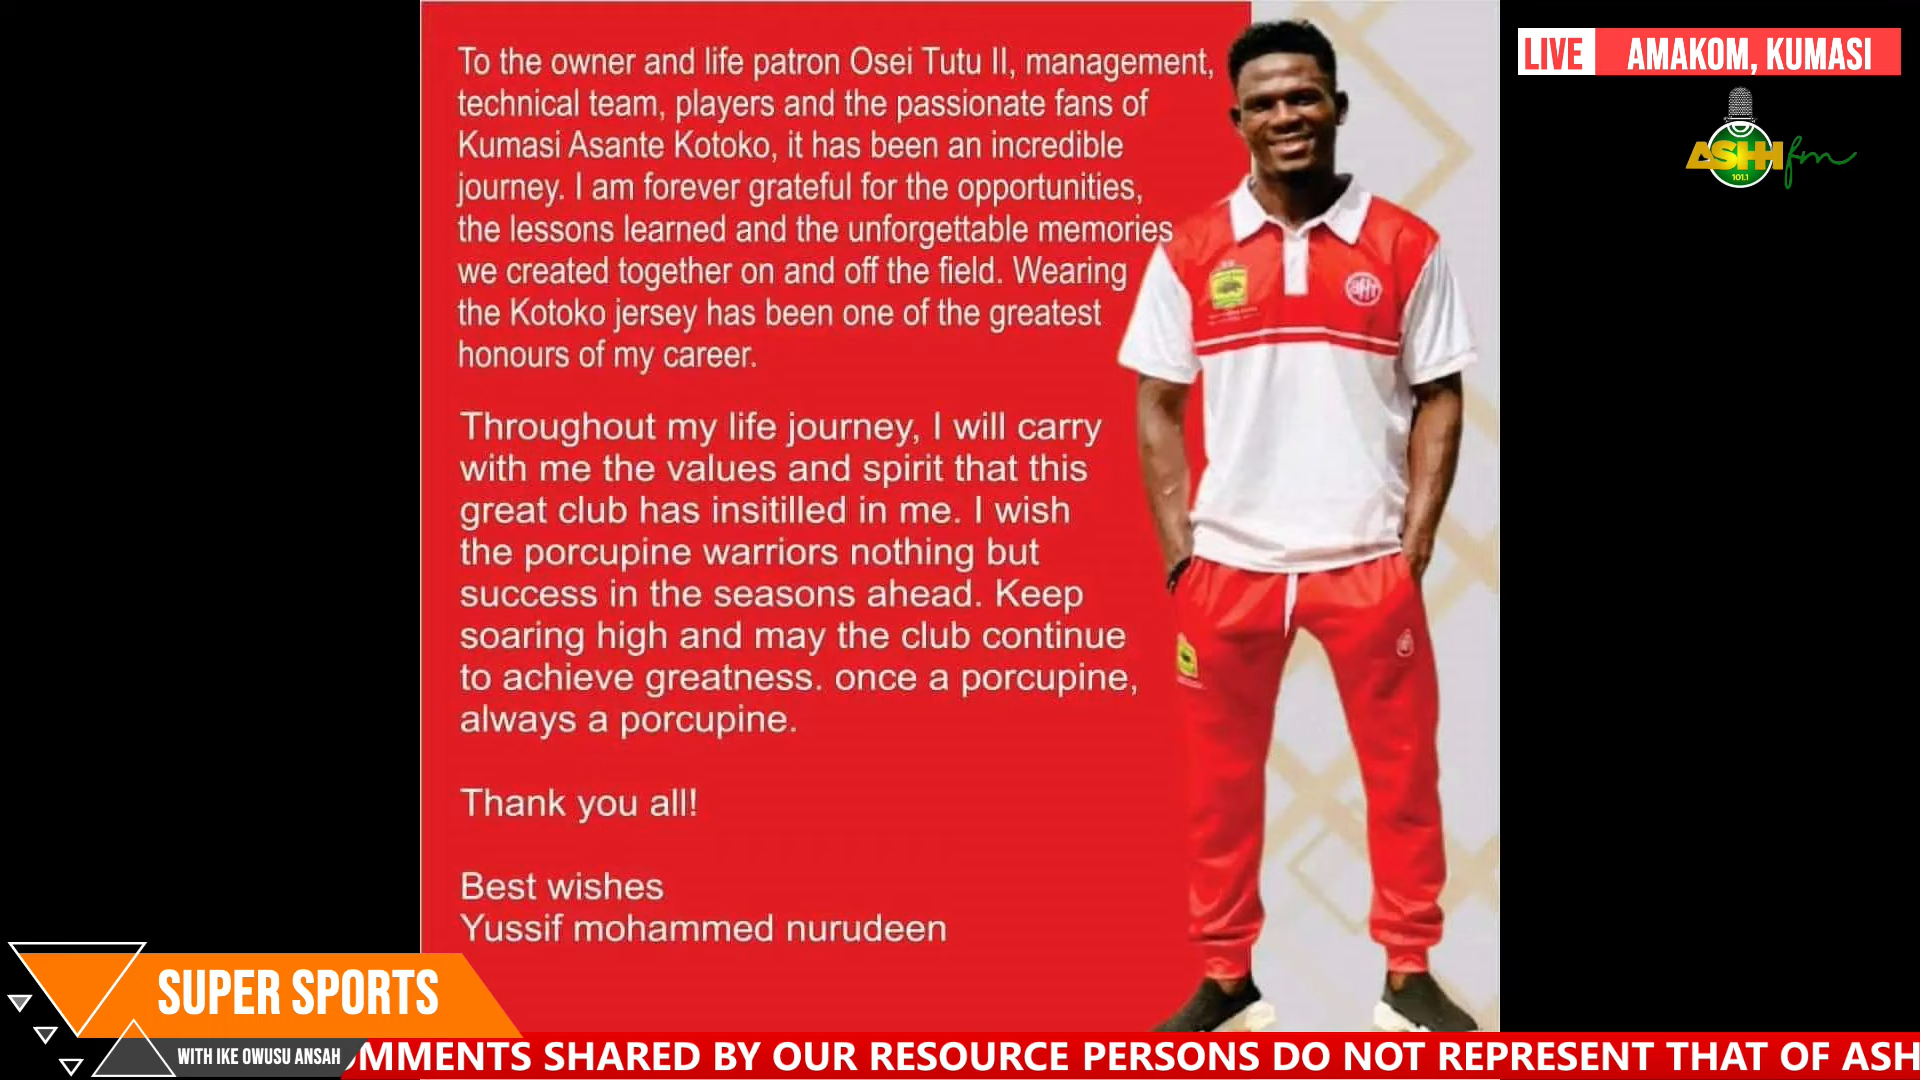 To the owner and life patron Osei Tutu II, management,
technical team, players and the passionate fans of
Kumasi Asante Kotoko, it has been an incredible
journey. I am forever grateful for the opportunities,
the lessons learned and the unforgettable memories
we created together on and off the field. Wearing
the Kotoko jersey has been one of the greatest
honours of my career.
Throughout my life journey, I will carry
with me the values and spirit that this
great club has insitilled in me. I wish
the porcupine warriors nothing but
success in the seasons ahead. Keep
soaring high and may the club continue
to achieve greatness. once a porcupine,
always a porcupine.
Thank you all!
Best wishes
Yussif mohammed nurudeen
LIVE AMAKOM, KUMASI
ASHH fm
101.1
SUPER SPORTS
WITH IKE OWUSU ANSAH
MMENTS SHARED BY OUR RESOURCE PERSONS DO NOT REPRESENT THAT OF ASH